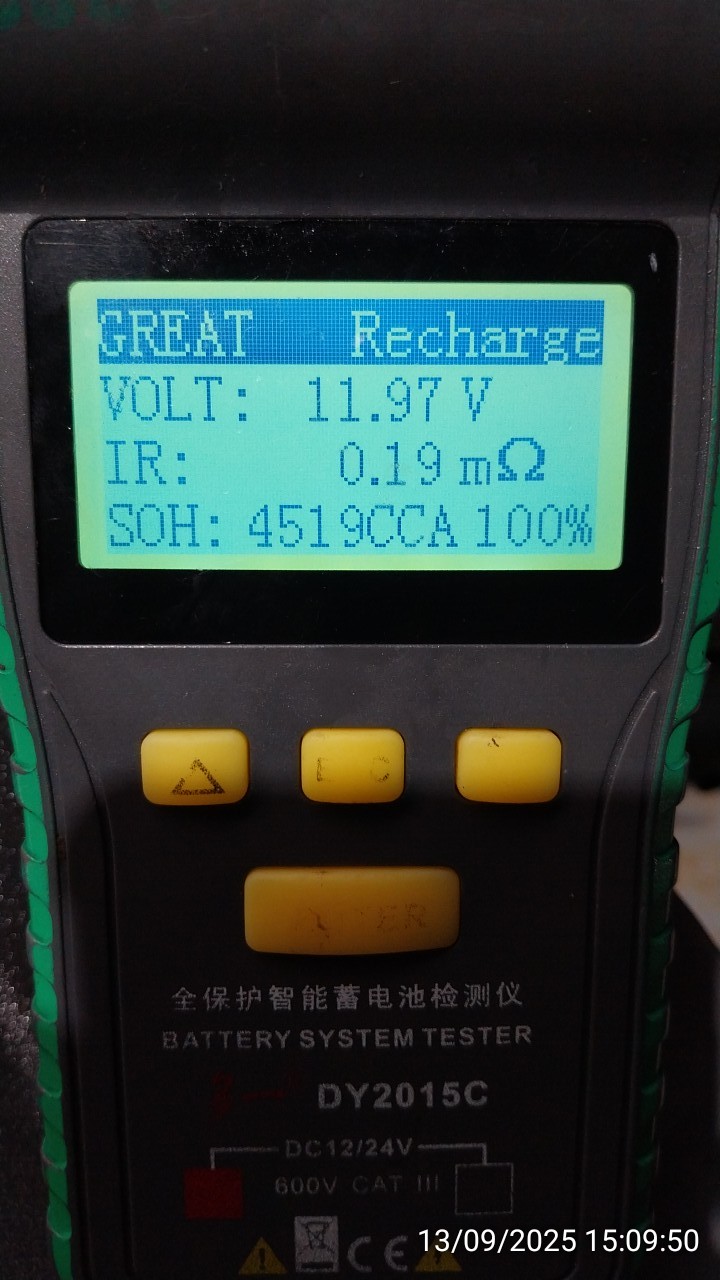 GREAT Recharge
VOLT: 11.97 V
IR: 0.19 mΩ
SOH: 4519CCA 100%
全保护智能蓄电池检测仪
BATTERY SYSTEM TESTER
DY2015C
DC12/24V
600V CAT III
CE
13/09/2025 15:09:50